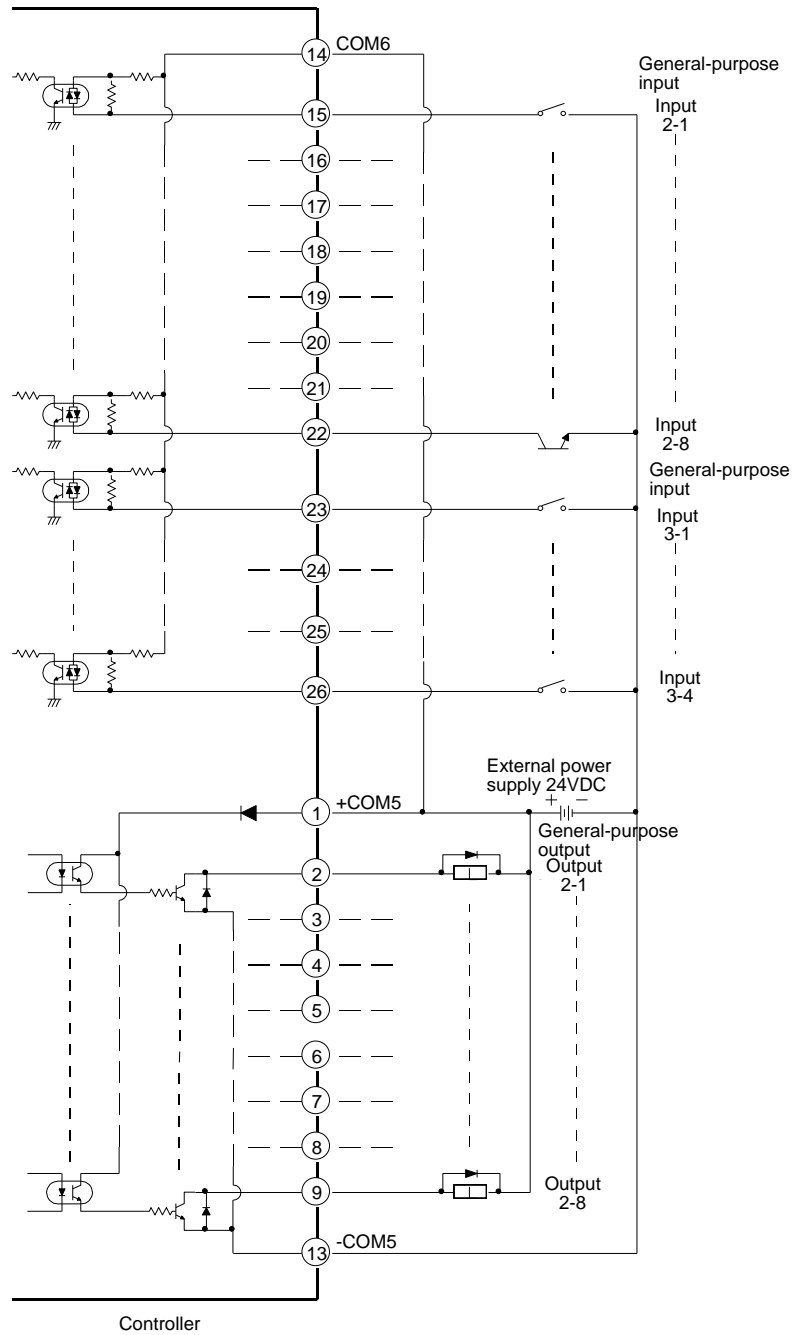 14 COM6
General-purpose
input
Input
2-1
15
16
17
18
19
20
21
22
Input
2-8
General-purpose
input
Input
3-1
23
24
25
26
Input
3-4
External power
supply 24VDC
+ −
1 +COM5
General-purpose
output
Output
2-1
2
3
4
5
6
7
8
9
Output
2-8
13 -COM5
Controller